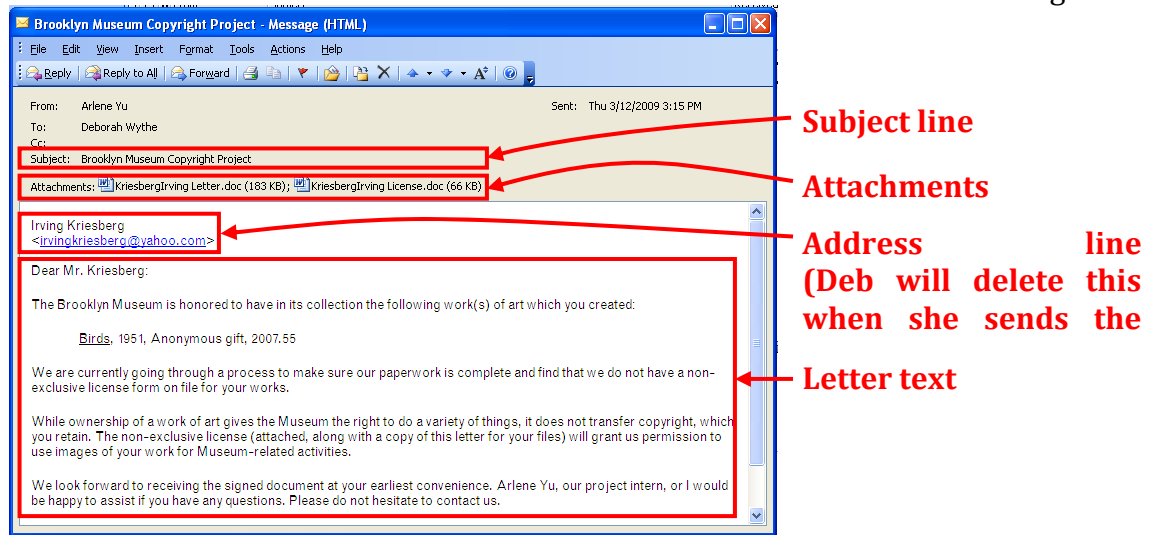 Brooklyn Museum Copyright Project - Message (HTML)
File Edit View Insert Format Tools Actions Help
Reply Reply to All Forward
From: Arlene Yu Sent: Thu 3/12/2009 3:15 PM
To: Deborah Wythe
Cc:
Subject: Brooklyn Museum Copyright Project
Attachments: KriesbergIrving Letter.doc (183 KB); KriesbergIrving License.doc (66 KB)
Irving Kriesberg
<irvingkriesberg@yahoo.com>
Dear Mr. Kriesberg:
The Brooklyn Museum is honored to have in its collection the following work(s) of art which you created:
Birds, 1951, Anonymous gift, 2007.55
We are currently going through a process to make sure our paperwork is complete and find that we do not have a non-
exclusive license form on file for your works.
While ownership of a work of art gives the Museum the right to do a variety of things, it does not transfer copyright, which
you retain. The non-exclusive license (attached, along with a copy of this letter for your files) will grant us permission to
use images of your work for Museum-related activities.
We look forward to receiving the signed document at your earliest convenience. Arlene Yu, our project intern, or I would
be happy to assist if you have any questions. Please do not hesitate to contact us.
Subject line
Attachments
Address line
(Deb will delete this
when she sends the
Letter text